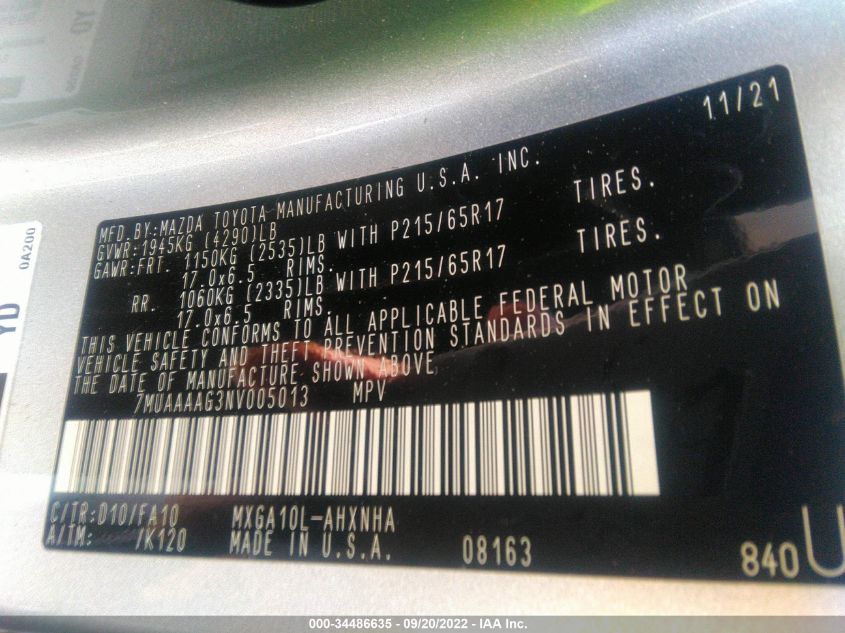 11/21
MFD.BY:MAZDA TOYOTA MANUFACTURING U.S.A. INC.
GVWR:1945KG (4290)LB
GAWR:FRT. 1150KG (2535)LB WITH P215/65R17 TIRES.
17.0x6.5 RIMS.
RR. 1060KG (2335)LB WITH P215/65R17 TIRES.
17.0x6.5 RIMS.
THIS VEHICLE CONFORMS TO ALL APPLICABLE FEDERAL MOTOR
VEHICLE SAFETY AND THEFT PREVENTION STANDARDS IN EFFECT ON
THE DATE OF MANUFACTURE SHOWN ABOVE
7MUAAAAG3NV005013 MPV
C/TR:D10/FA10 MXGA10L-AHXNHA
A/TM: /K120 MADE IN U.S.A. 08163 840 U
0A200
YD
000-34486635 - 09/20/2022 - IAA Inc.